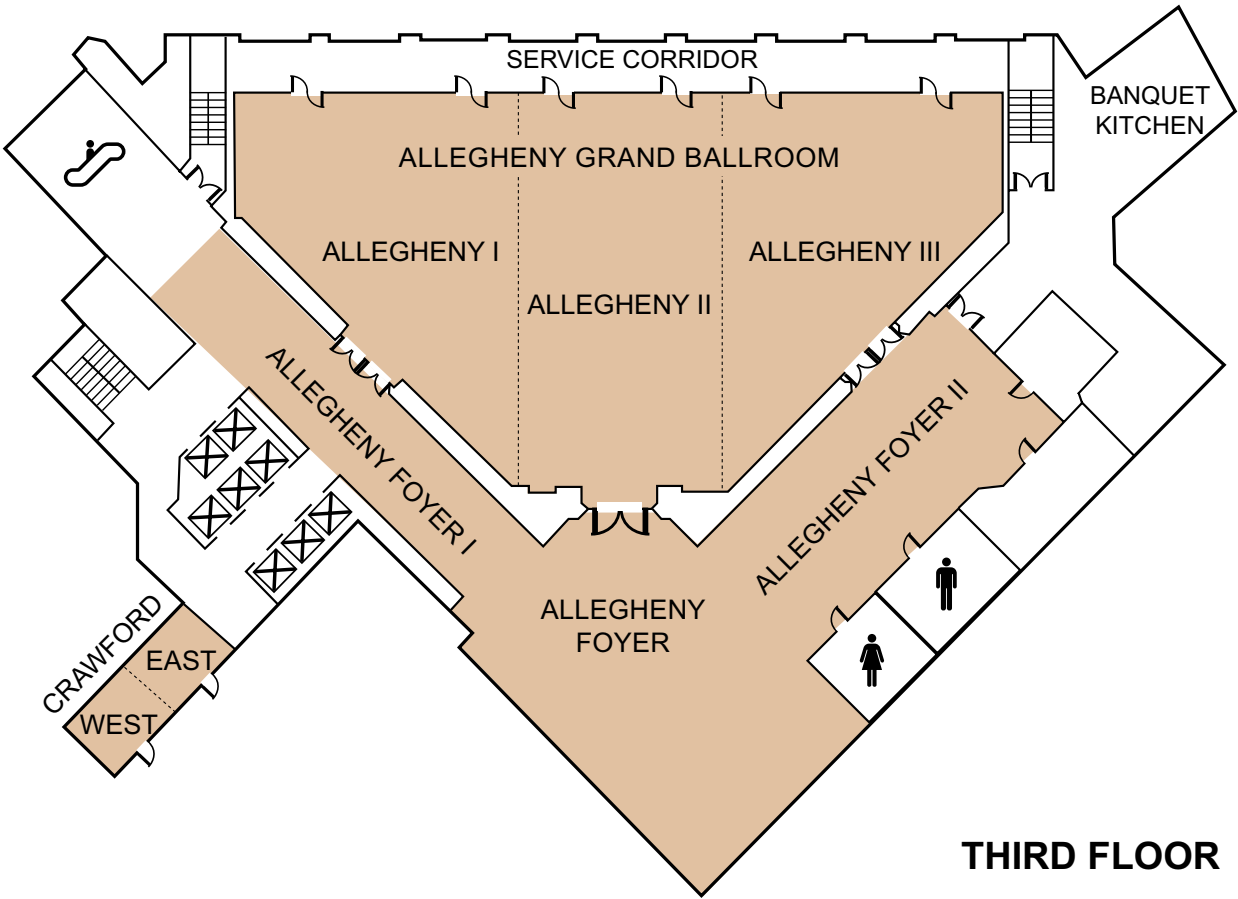 SERVICE CORRIDOR
BANQUET
KITCHEN
ALLEGHENY GRAND BALLROOM
ALLEGHENY I
ALLEGHENY III
ALLEGHENY II
ALLEGHENY FOYER I
ALLEGHENY FOYER II
ALLEGHENY
FOYER
CRAWFORD
EAST
WEST
THIRD FLOOR